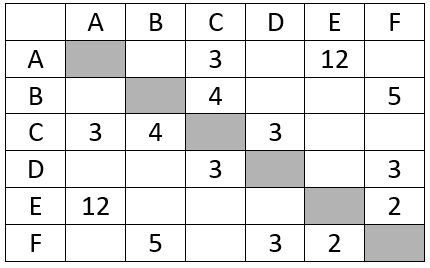 A B C D E F
A 3 12
B 4 5
C 3 4 3
D 3 3
E 12 2
F 5 3 2